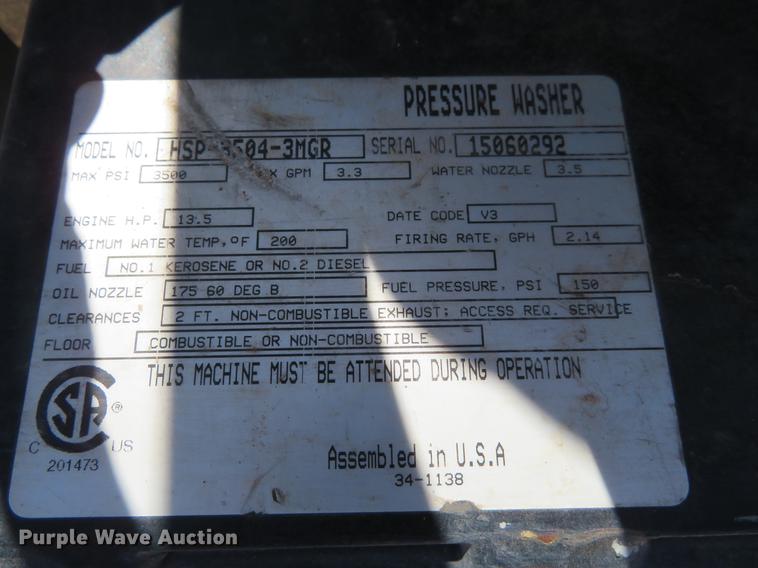 PRESSURE WASHER
MODEL NO. HSP-3504-3MGR SERIAL NO. 15060292
MAX PSI 3500 GPM 3.3 WATER NOZZLE 3.5
ENGINE H.P. 13.5 DATE CODE V3
MAXIMUM WATER TEMP,°F 200 FIRING RATE, GPH 2.14
FUEL NO.1 KEROSENE OR NO.2 DIESEL
OIL NOZZLE 175 60 DEG B FUEL PRESSURE, PSI 150
CLEARANCES 2 FT. NON-COMBUSTIBLE EXHAUST; ACCESS REQ. SERVICE
FLOOR COMBUSTIBLE OR NON-COMBUSTIBLE
THIS MACHINE MUST BE ATTENDED DURING OPERATION
CSA ®
C US
201473
Assembled in U.S.A
34-1138
Purple Wave Auction